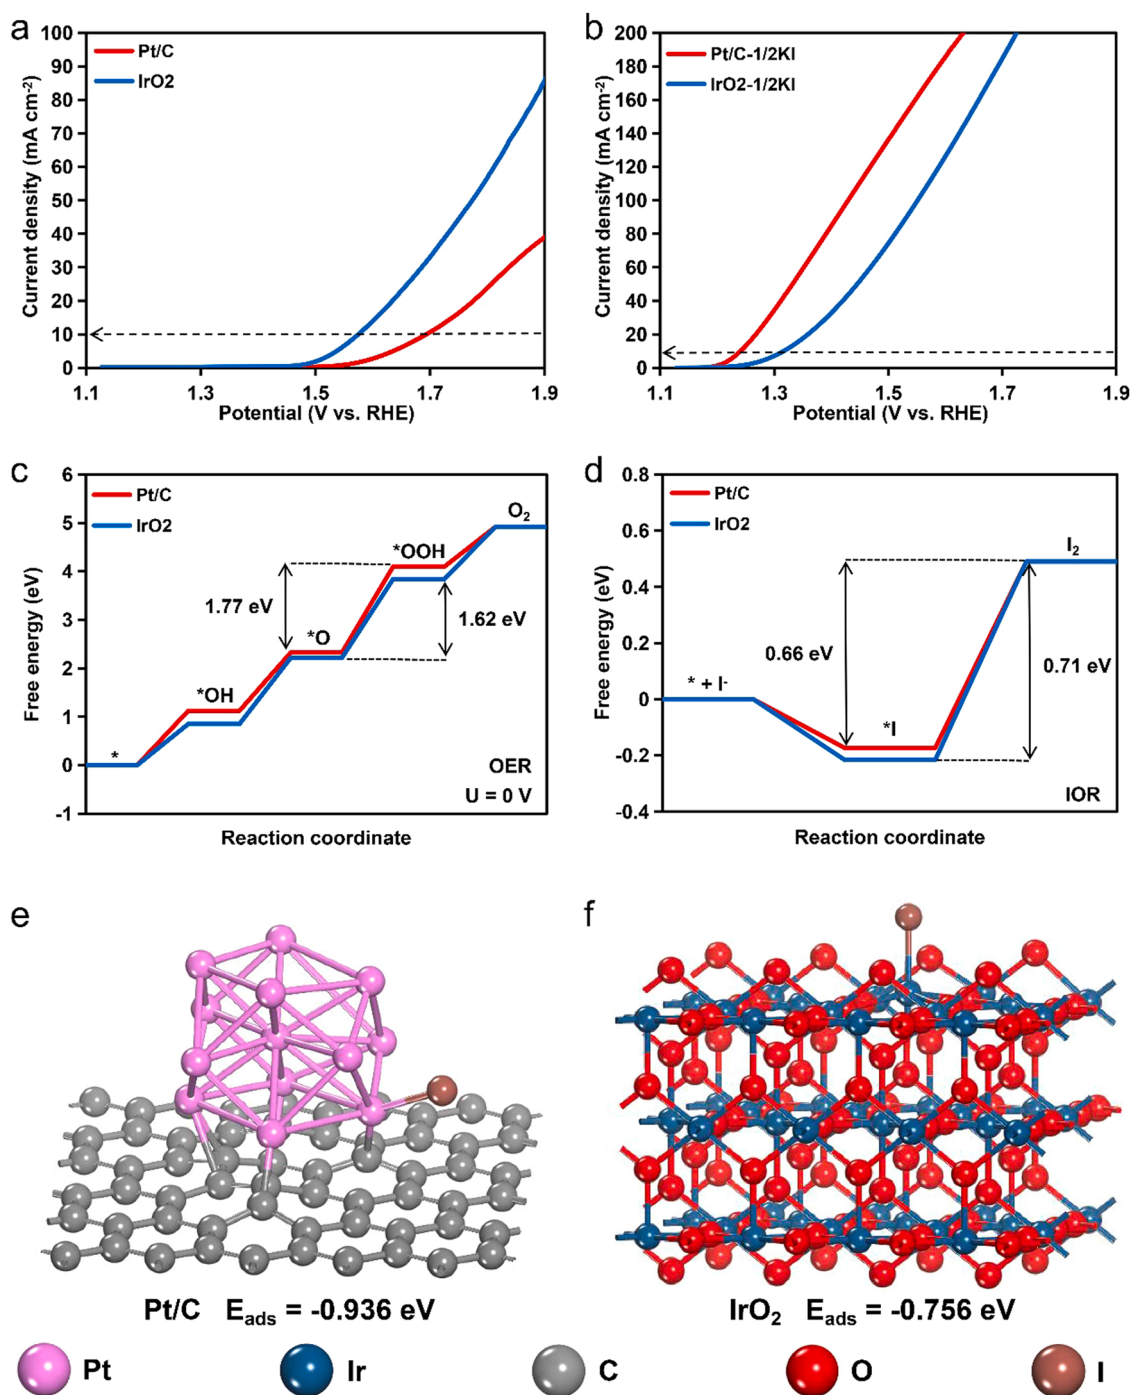 a
100
90
80
70
60
50
40
30
20
10
0
Current density (mA cm-2)
Pt/C
IrO2
1.1 1.3 1.5 1.7 1.9
Potential (V vs. RHE)
b
200
180
160
140
120
100
80
60
40
20
0
Current density (mA cm-2)
Pt/C-1/2KI
IrO2-1/2KI
1.1 1.3 1.5 1.7 1.9
Potential (V vs. RHE)
c
6
5
4
3
2
1
0
-1
Free energy (eV)
Pt/C
IrO2
O2
*OOH
1.77 eV
1.62 eV
*O
*OH
*
OER
U = 0 V
Reaction coordinate
d
0.8
0.6
0.4
0.2
0
-0.2
-0.4
Free energy (eV)
Pt/C
IrO2
I2
0.66 eV
0.71 eV
* + I-
*I
IOR
Reaction coordinate
e
Pt/C Eads = -0.936 eV
f
IrO2 Eads = -0.756 eV
Pt Ir C O I